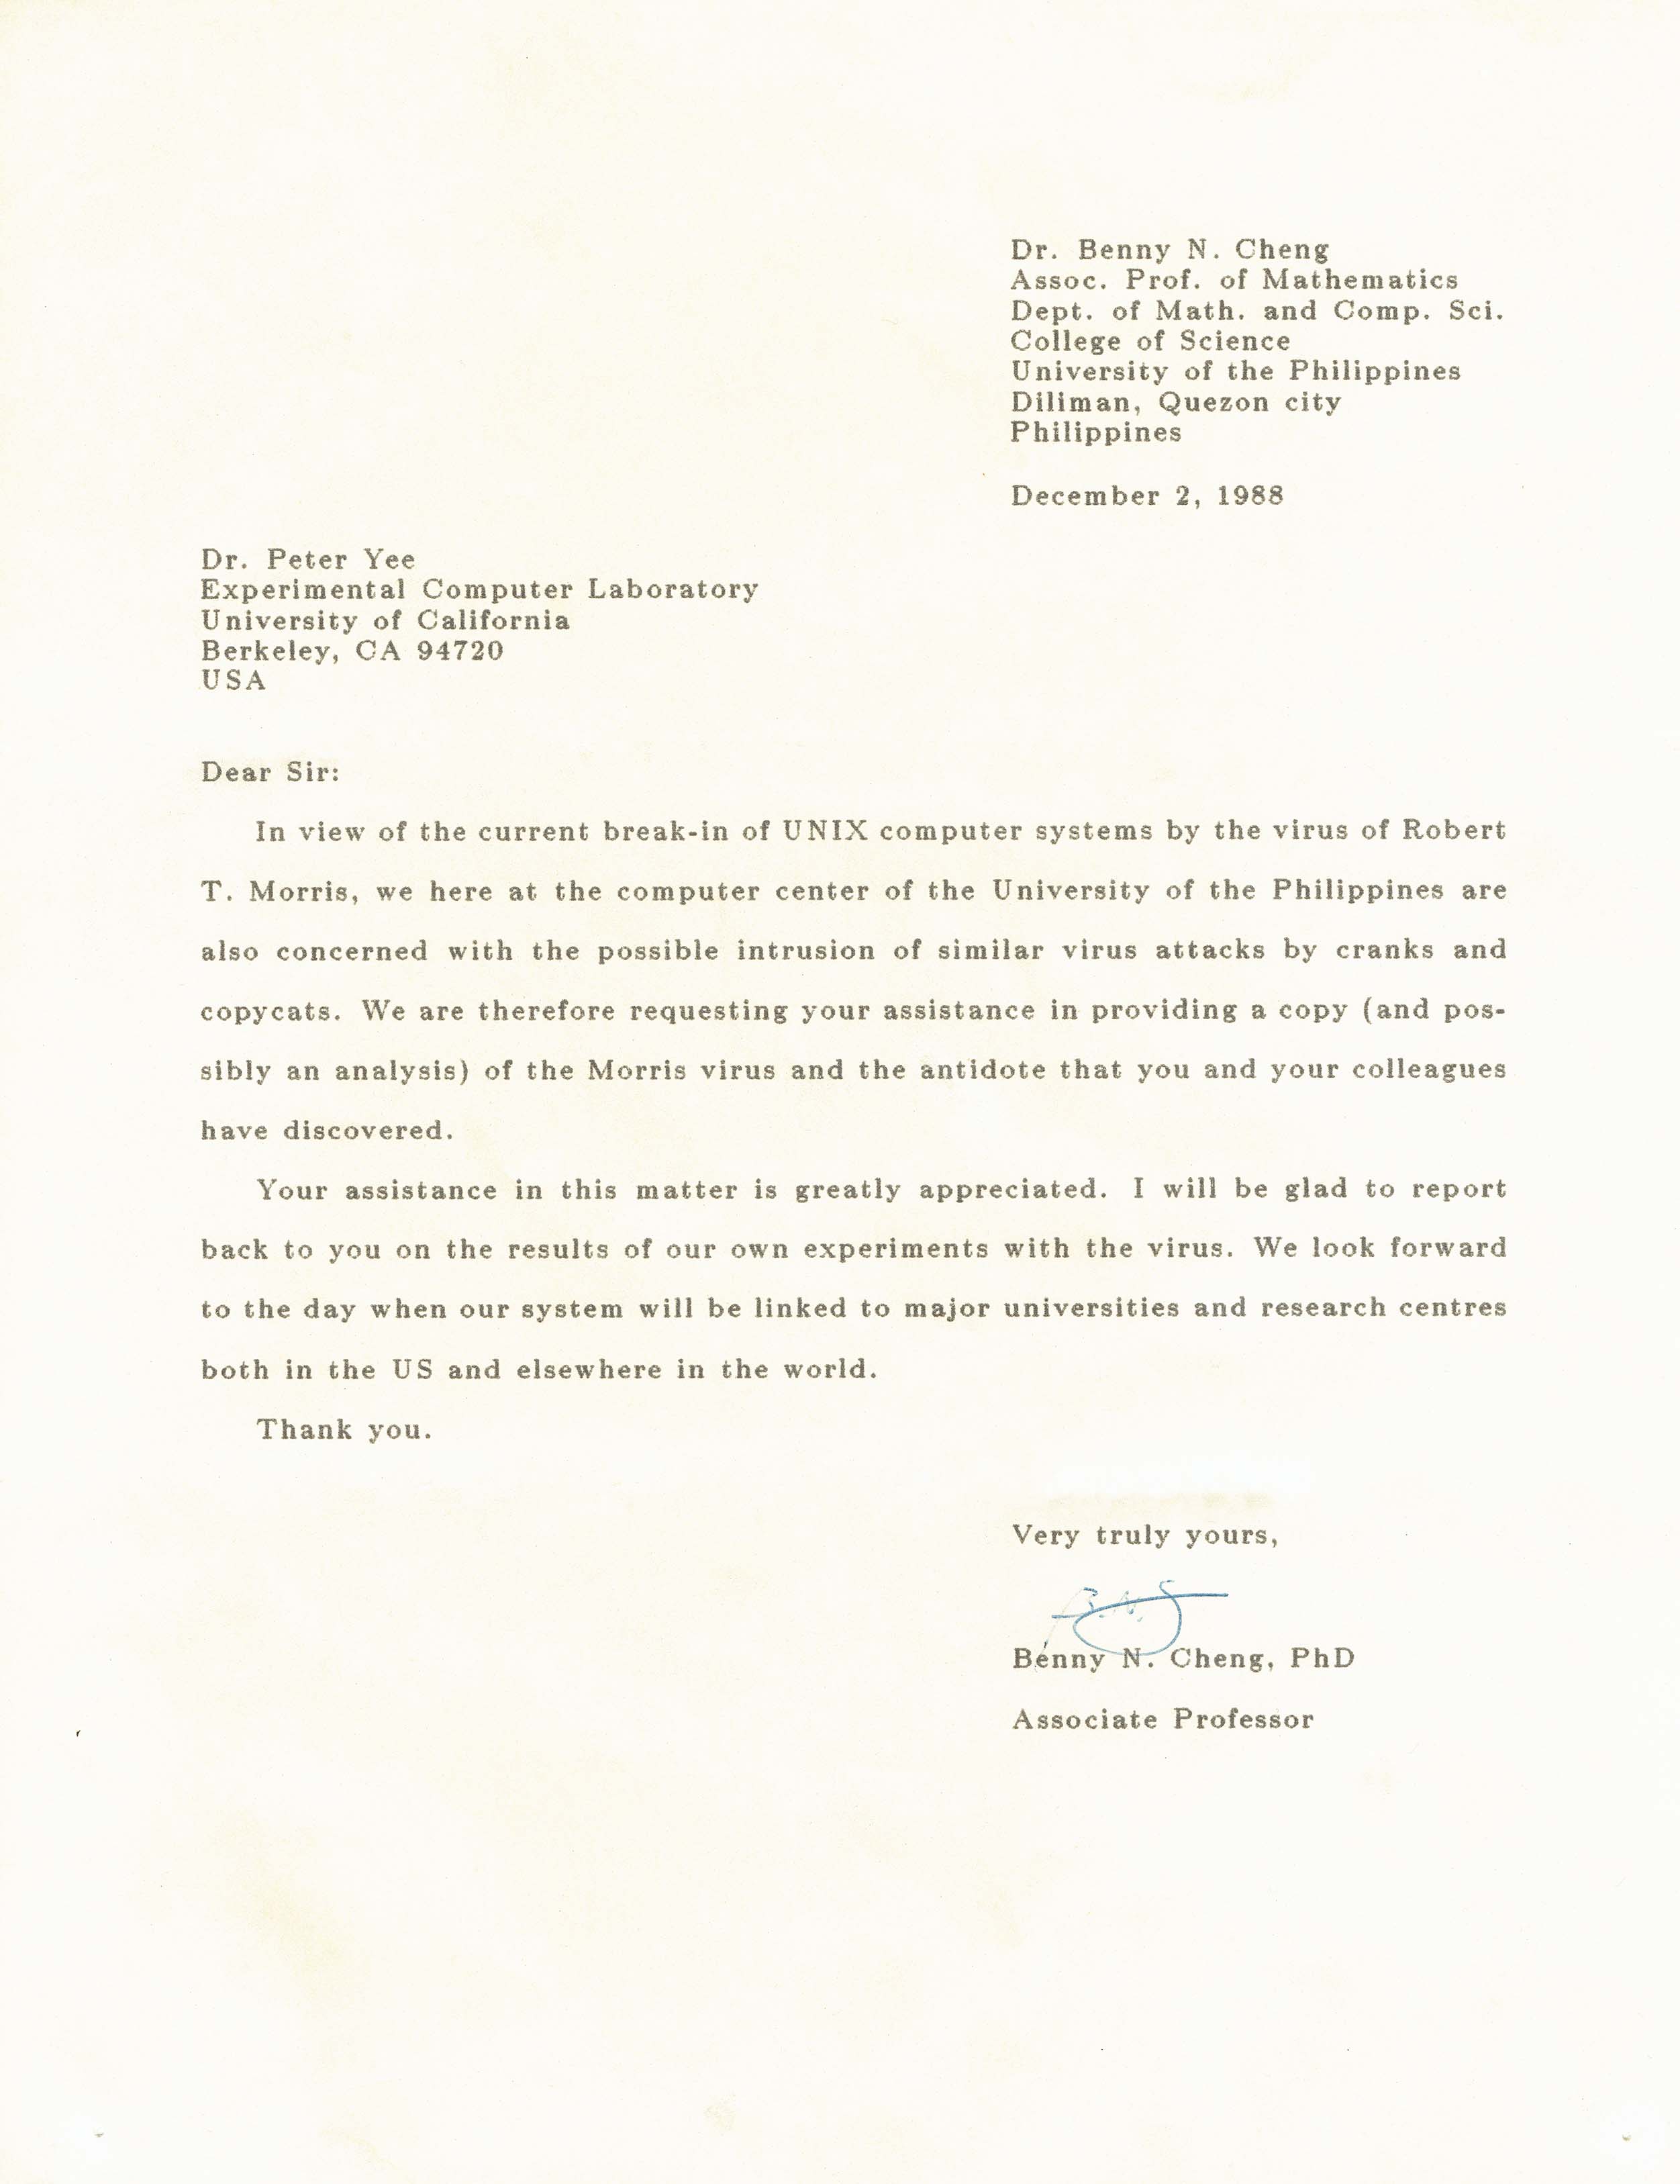 Dr. Benny N. Cheng
Assoc. Prof. of Mathematics
Dept. of Math. and Comp. Sci.
College of Science
University of the Philippines
Diliman, Quezon city
Philippines
December 2, 1988
Dr. Peter Yee
Experimental Computer Laboratory
University of California
Berkeley, CA 94720
USA
Dear Sir:
In view of the current break-in of UNIX computer systems by the virus of Robert
T. Morris, we here at the computer center of the University of the Philippines are
also concerned with the possible intrusion of similar virus attacks by cranks and
copycats. We are therefore requesting your assistance in providing a copy (and pos-
sibly an analysis) of the Morris virus and the antidote that you and your colleagues
have discovered.
Your assistance in this matter is greatly appreciated. I will be glad to report
back to you on the results of our own experiments with the virus. We look forward
to the day when our system will be linked to major universities and research centres
both in the US and elsewhere in the world.
Thank you.
Very truly yours,
Benny N. Cheng, PhD
Associate Professor